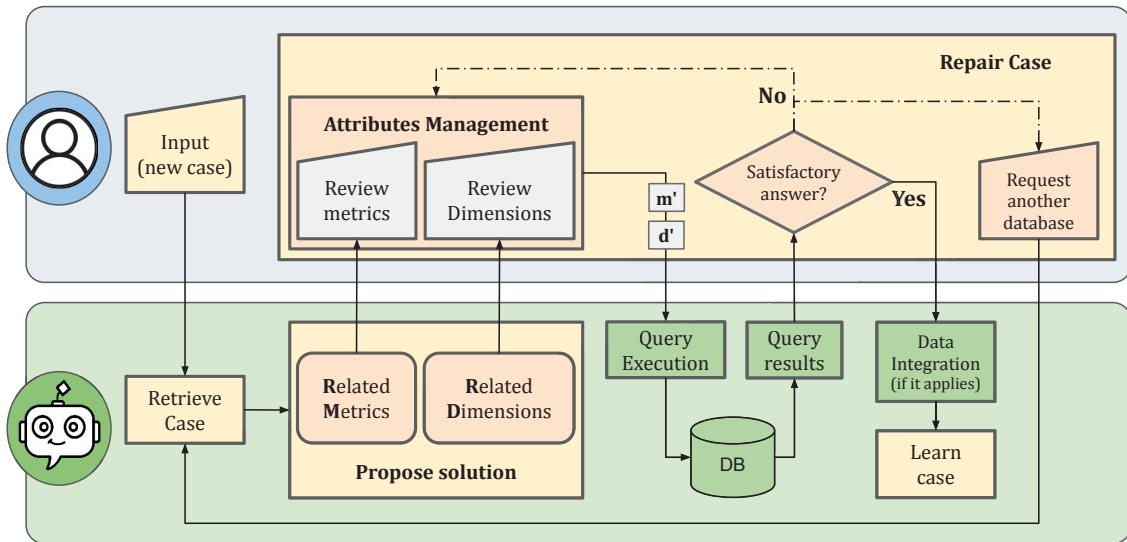 Repair Case
No
Attributes Management
Input
(new case)
Review
metrics
Review
Dimensions
m'
d'
Satisfactory
answer?
Yes
Request
another
database
Query
Execution
Query
results
Data
Integration
(if it applies)
Retrieve
Case
Related
Metrics
Related
Dimensions
Propose solution
DB
Learn
case